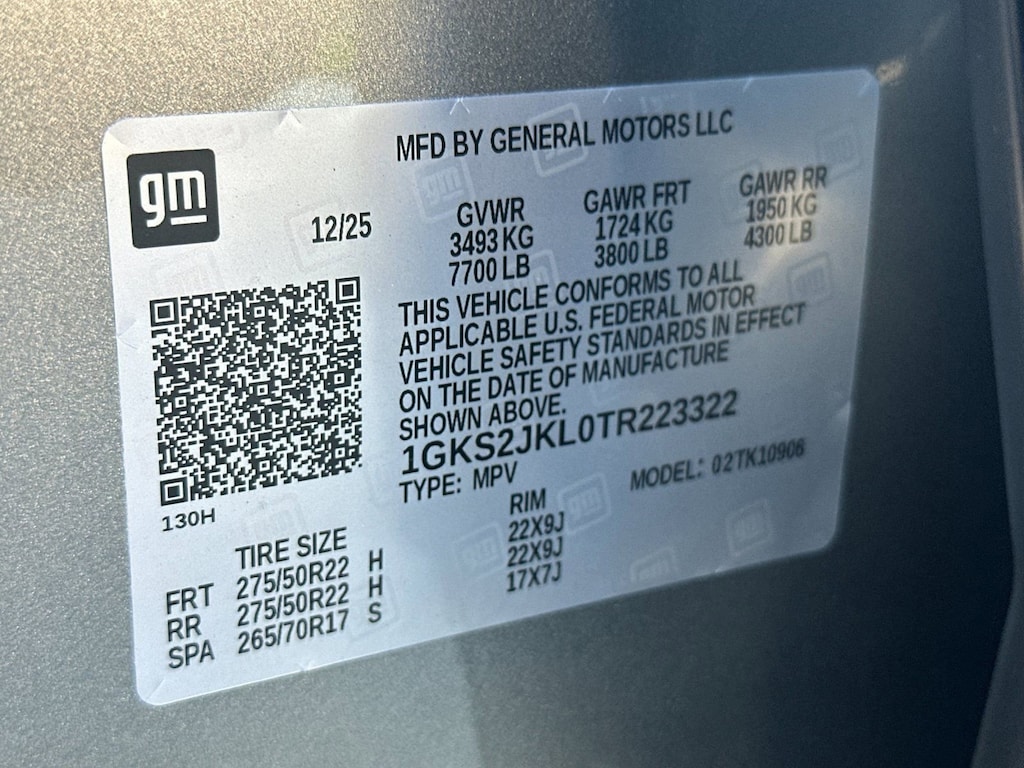 gm
MFD BY GENERAL MOTORS LLC
12/25
GVWR GAWR FRT GAWR RR
3493 KG 1724 KG 1950 KG
7700 LB 3800 LB 4300 LB
THIS VEHICLE CONFORMS TO ALL
APPLICABLE U.S. FEDERAL MOTOR
VEHICLE SAFETY STANDARDS IN EFFECT
ON THE DATE OF MANUFACTURE
SHOWN ABOVE.
1GKS2JKL0TR223322
TYPE: MPV MODEL: 02TK10906
130H
TIRE SIZE RIM
FRT 275/50R22 H 22X9J
RR 275/50R22 H 22X9J
SPA 265/70R17 S 17X7J